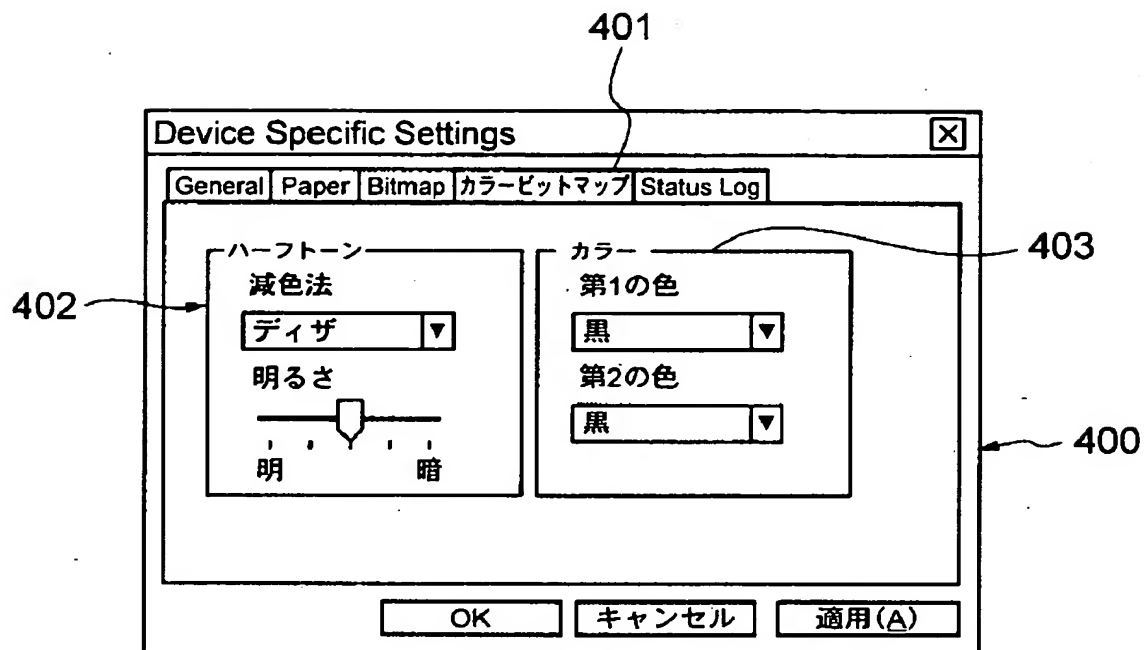 401
Device Specific Settings
General Paper Bitmap カラービットマップ Status Log
ハーフトーン
減色法
ディザ
明るさ
明 暗
カラー
第1の色
黒
第2の色
黒
402
403
400
OK キャンセル 適用(A)